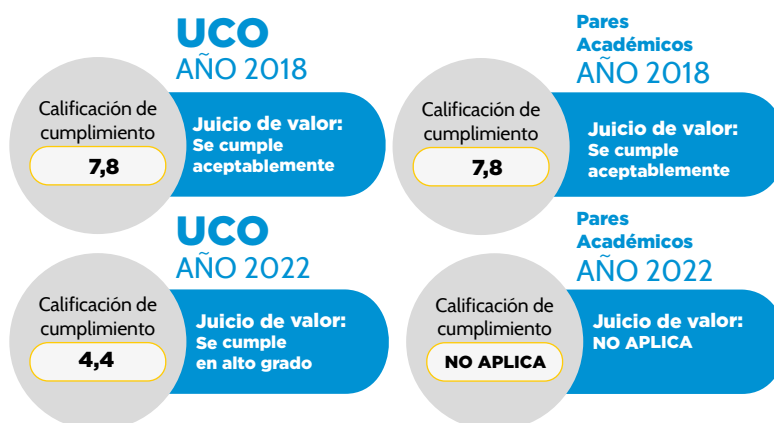 UCO
AÑO 2018
Calificación de
cumplimiento
7,8
Juicio de valor:
Se cumple
aceptablemente
Pares
Académicos
AÑO 2018
Calificación de
cumplimiento
7,8
Juicio de valor:
Se cumple
aceptablemente
UCO
AÑO 2022
Calificación de
cumplimiento
4,4
Juicio de valor:
Se cumple
en alto grado
Pares
Académicos
AÑO 2022
Calificación de
cumplimiento
NO APLICA
Juicio de valor:
NO APLICA